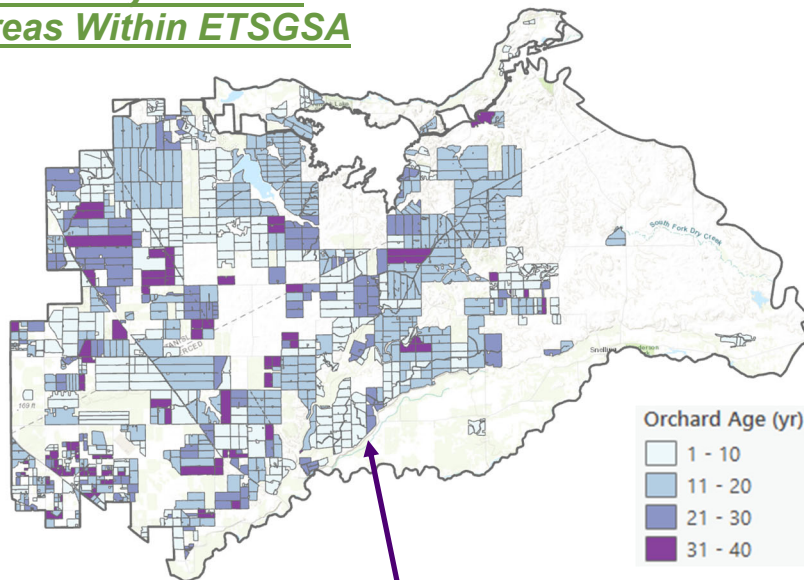 reas Within ETSGSA
South Fork Dry Creek
Snelling
169 ft
RCED
Orchard Age (yr)
1 - 10
11 - 20
21 - 30
31 - 40